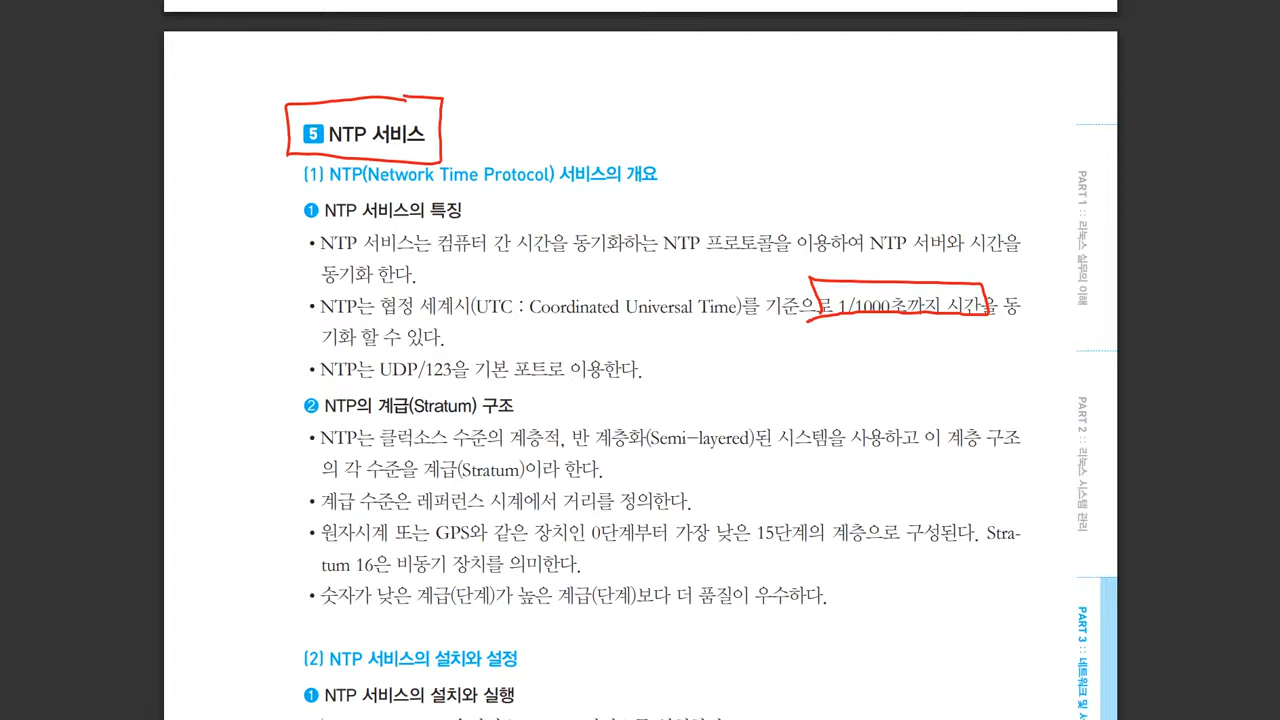 5 NTP 서비스
(1) NTP(Network Time Protocol) 서비스의 개요
1 NTP 서비스의 특징
• NTP 서비스는 컴퓨터 간 시간을 동기화하는 NTP 프로토콜을 이용하여 NTP 서버와 시간을
동기화 한다.
• NTP는 협정 세계시(UTC : Coordinated Universal Time)를 기준으로 1/1000초까지 시간을 동
기화 할 수 있다.
• NTP는 UDP/123을 기본 포트로 이용한다.
2 NTP의 계급(Stratum) 구조
• NTP는 클럭소스 수준의 계층적, 반 계층화(Semi-layered)된 시스템을 사용하고 이 계층 구조
의 각 수준을 계급(Stratum)이라 한다.
• 계급 수준은 레퍼런스 시계에서 거리를 정의한다.
• 원자시계 또는 GPS와 같은 장치인 0단계부터 가장 낮은 15단계의 계층으로 구성된다. Stra-
tum 16은 비동기 장치를 의미한다.
• 숫자가 낮은 계급(단계)가 높은 계급(단계)보다 더 품질이 우수하다.
(2) NTP 서비스의 설치와 설정
1 NTP 서비스의 설치와 실행
PART 1 :: 리눅스 실무의 이해
PART 2 :: 리눅스 시스템 관리
PART 3 :: 네트워크 및 서